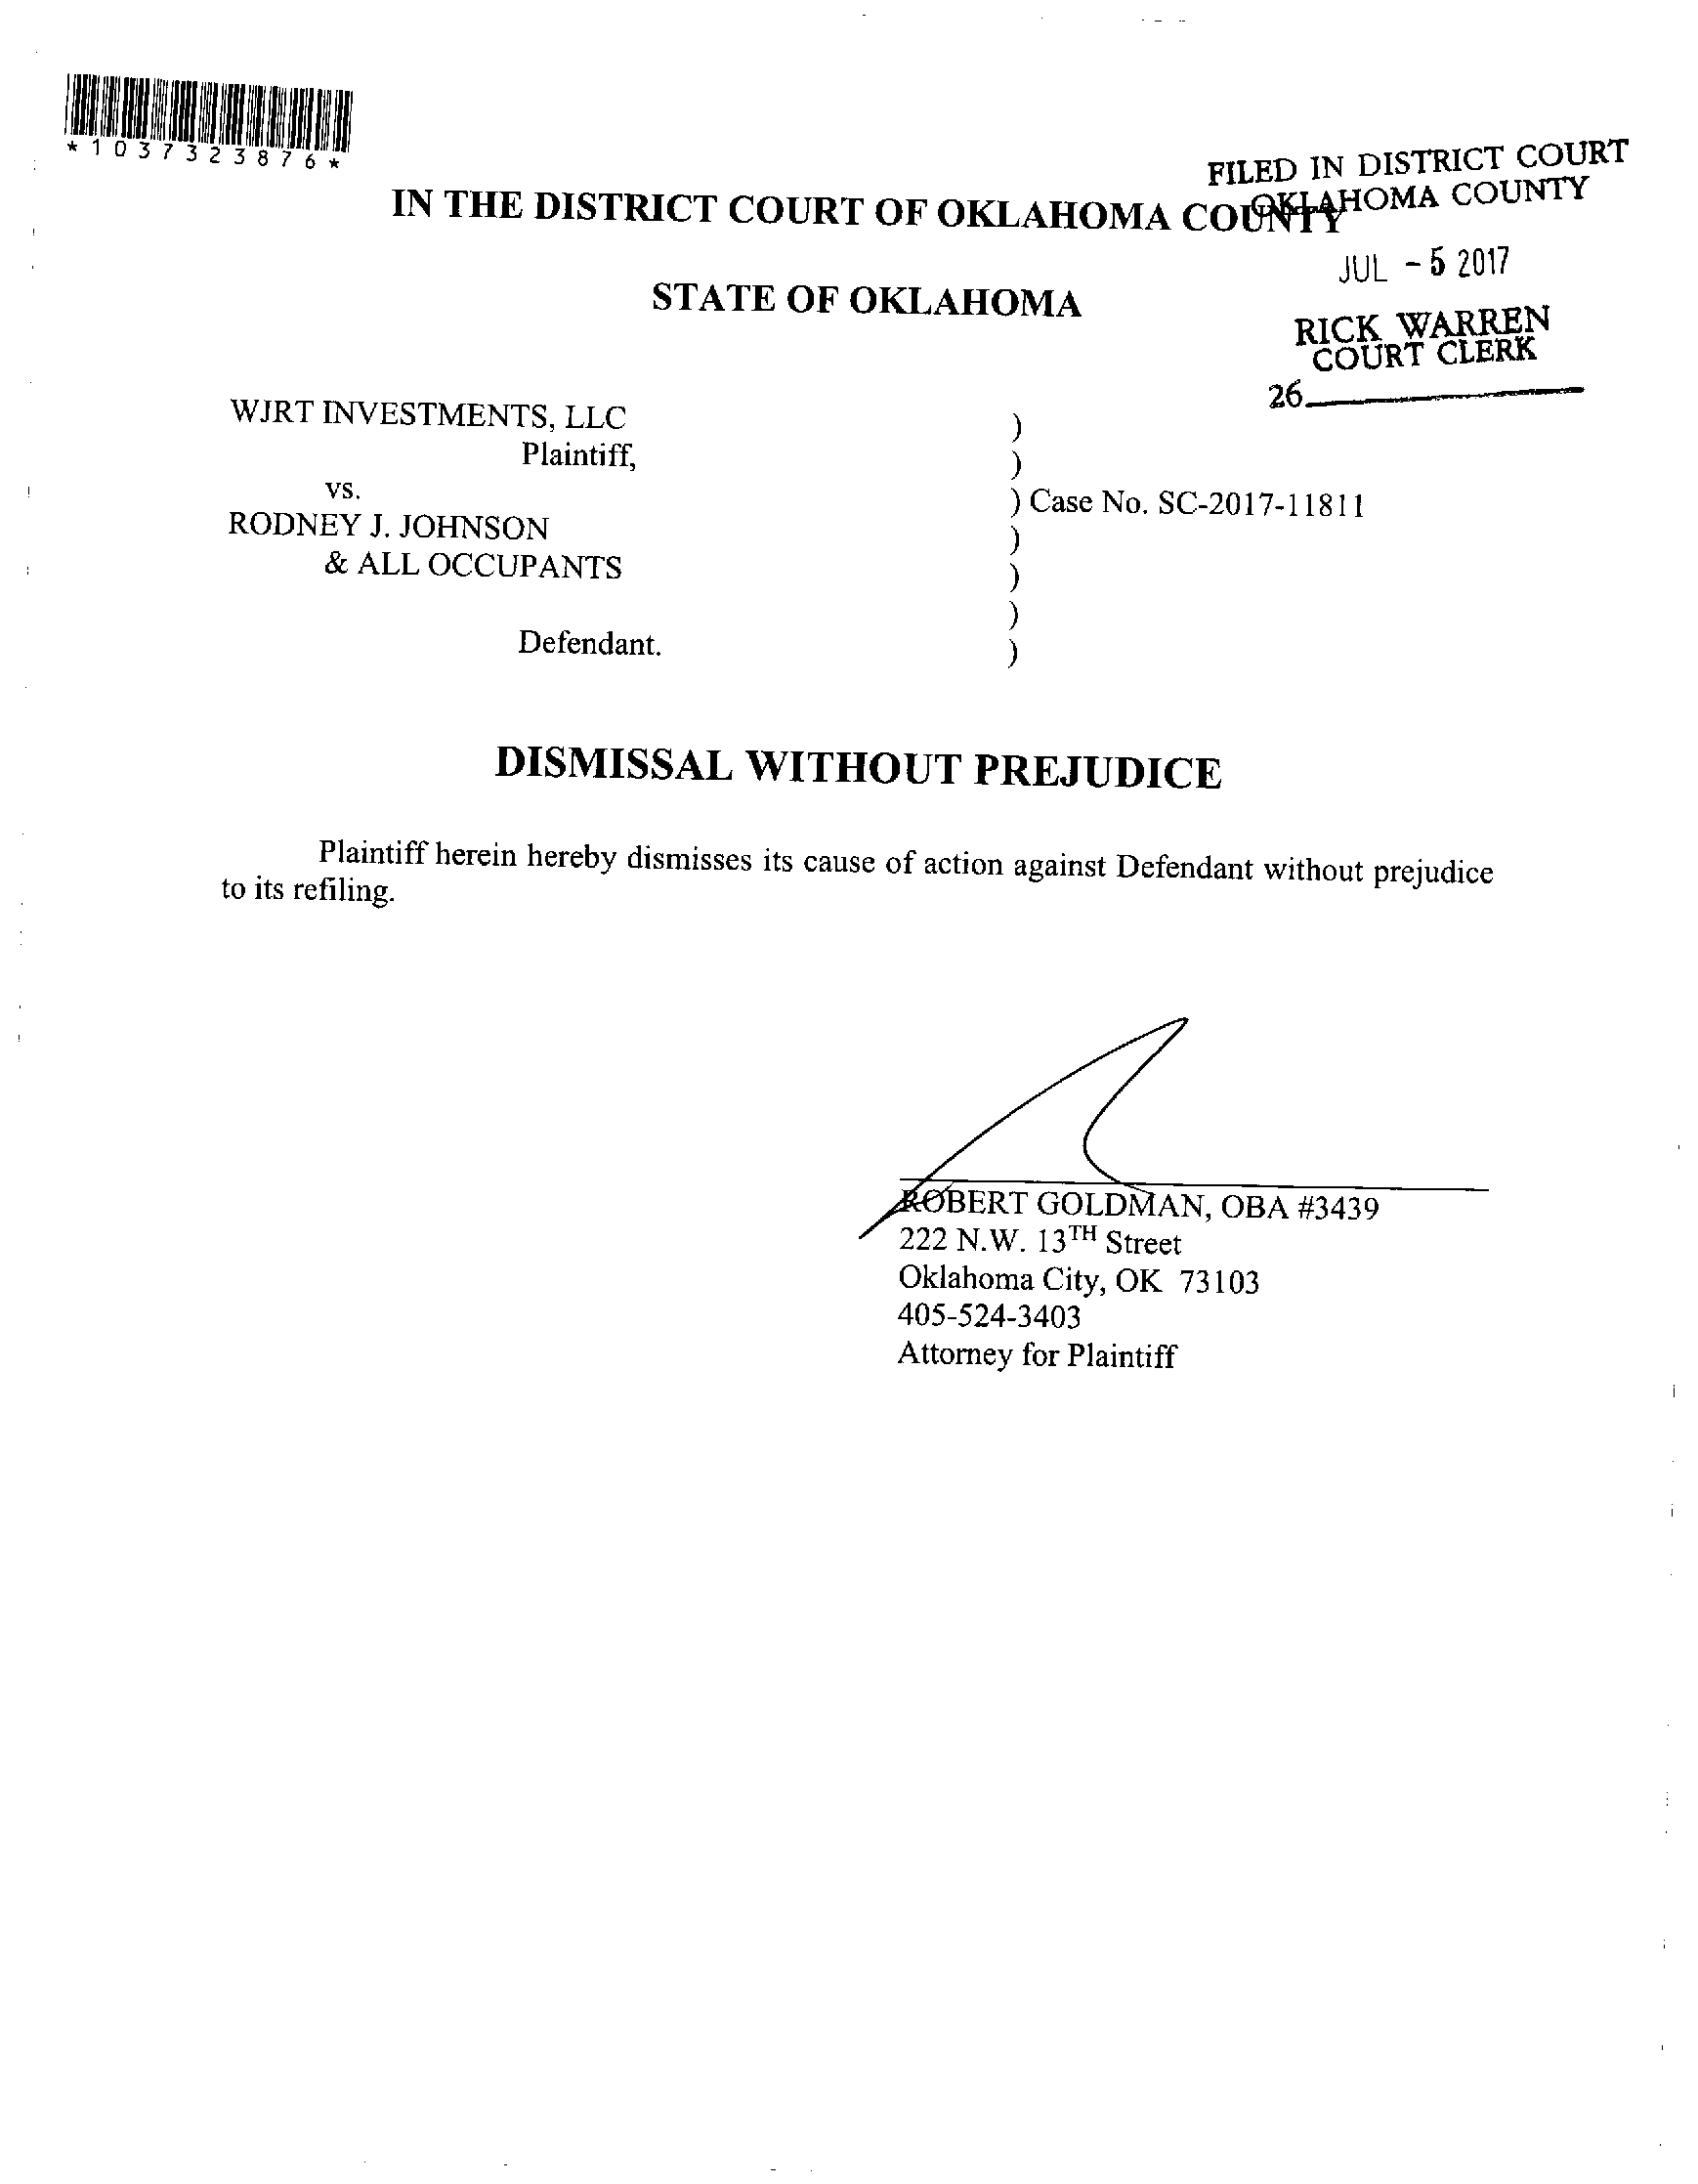 *1037323876*
FILED IN DISTRICT COURT
OKLAHOMA COUNTY
IN THE DISTRICT COURT OF OKLAHOMA COUNTY
JUL - 5 2017
STATE OF OKLAHOMA
RICK WARREN
COURT CLERK
26
WJRT INVESTMENTS, LLC )
Plaintiff, )
vs. ) Case No. SC-2017-11811
RODNEY J. JOHNSON )
& ALL OCCUPANTS )
)
Defendant. )
DISMISSAL WITHOUT PREJUDICE
Plaintiff herein hereby dismisses its cause of action against Defendant without prejudice
to its refiling.
ROBERT GOLDMAN, OBA #3439
222 N.W. 13TH Street
Oklahoma City, OK 73103
405-524-3403
Attorney for Plaintiff